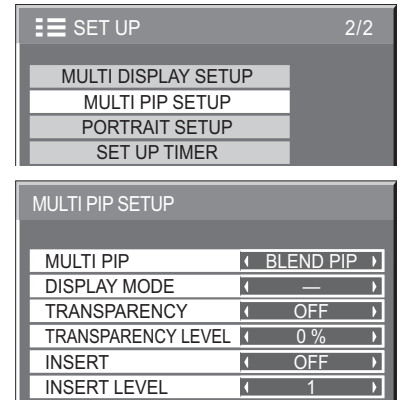 SET UP 2/2
MULTI DISPLAY SETUP
MULTI PIP SETUP
PORTRAIT SETUP
SET UP TIMER
MULTI PIP SETUP
MULTI PIP BLEND PIP
DISPLAY MODE —
TRANSPARENCY OFF
TRANSPARENCY LEVEL 0 %
INSERT OFF
INSERT LEVEL 1